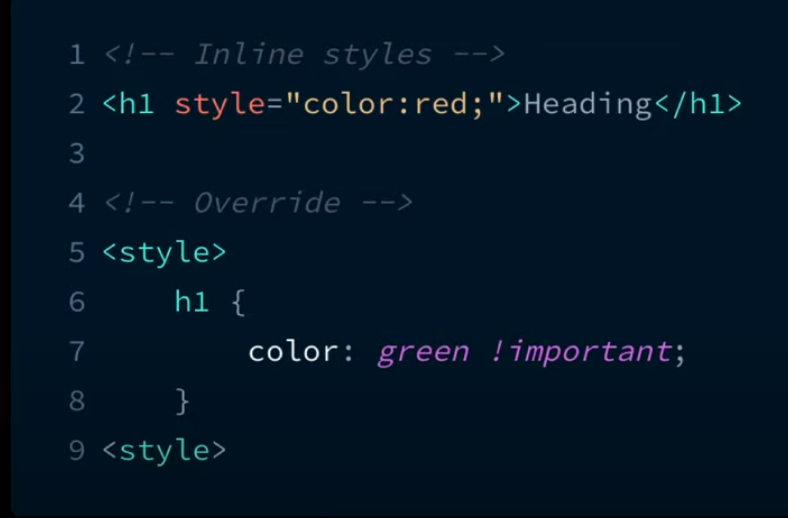 1 <!-- Inline styles -->
2 <h1 style="color:red;">Heading</h1>
3
4 <!-- Override -->
5 <style>
6     h1 {
7         color: green !important;
8     }
9 <style>